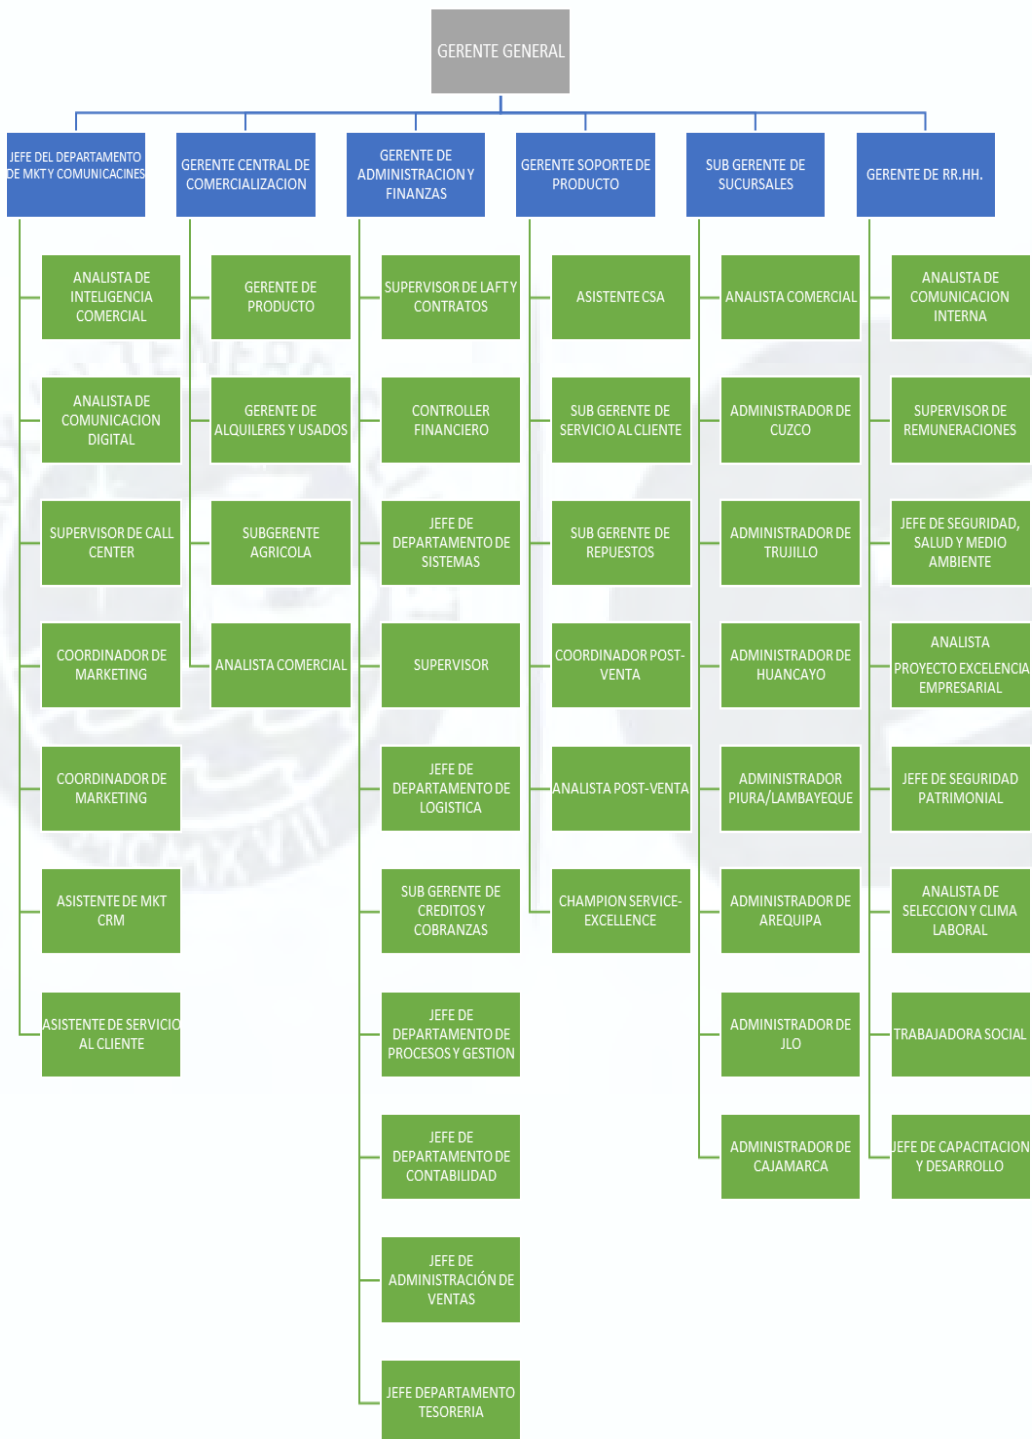 GERENTE GENERAL
JEFE DEL DEPARTAMENTO
DE MKT Y COMUNICACINES
GERENTE CENTRAL DE
COMERCIALIZACION
GERENTE DE
ADMINISTRACION Y
FINANZAS
GERENTE SOPORTE DE
PRODUCTO
SUB GERENTE DE
SUCURSALES
GERENTE DE RR.HH.
ANALISTA DE
INTELIGENCIA
COMERCIAL
ANALISTA DE
COMUNICACION
DIGITAL
SUPERVISOR DE CALL
CENTER
COORDINADOR DE
MARKETING
COORDINADOR DE
MARKETING
ASISTENTE DE MKT
CRM
ASISTENTE DE SERVICIO
AL CLIENTE
GERENTE DE
PRODUCTO
GERENTE DE
ALQUILERES Y USADOS
SUBGERENTE
AGRICOLA
ANALISTA COMERCIAL
SUPERVISOR DE LAFT Y
CONTRATOS
CONTROLLER
FINANCIERO
JEFE DE
DEPARTAMENTO DE
SISTEMAS
SUPERVISOR
JEFE DE
DEPARTAMENTO DE
LOGISTICA
SUB GERENTE DE
CREDITOS Y
COBRANZAS
JEFE DE
DEPARTAMENTO DE
PROCESOS Y GESTION
JEFE DE
DEPARTAMENTO DE
CONTABILIDAD
JEFE DE
ADMINISTRACIÓN DE
VENTAS
JEFE DEPARTAMENTO
TESORERIA
ASISTENTE CSA
SUB GERENTE DE
SERVICIO AL CLIENTE
SUB GERENTE DE
REPUESTOS
COORDINADOR POST-
VENTA
ANALISTA POST-VENTA
CHAMPION SERVICE-
EXCELLENCE
ANALISTA COMERCIAL
ADMINISTRADOR DE
CUZCO
ADMINISTRADOR DE
TRUJILLO
ADMINISTRADOR DE
HUANCAYO
ADMINISTRADOR
PIURA/LAMBAYEQUE
ADMINISTRADOR DE
AREQUIPA
ADMINISTRADOR DE
JLO
ADMINISTRADOR DE
CAJAMARCA
ANALISTA DE
COMUNICACION
INTERNA
SUPERVISOR DE
REMUNERACIONES
JEFE DE SEGURIDAD,
SALUD Y MEDIO
AMBIENTE
ANALISTA
PROYECTO EXCELENCIA
EMPRESARIAL
JEFE DE SEGURIDAD
PATRIMONIAL
ANALISTA DE
SELECCION Y CLIMA
LABORAL
TRABAJADORA SOCIAL
JEFE DE CAPACITACION
Y DESARROLLO